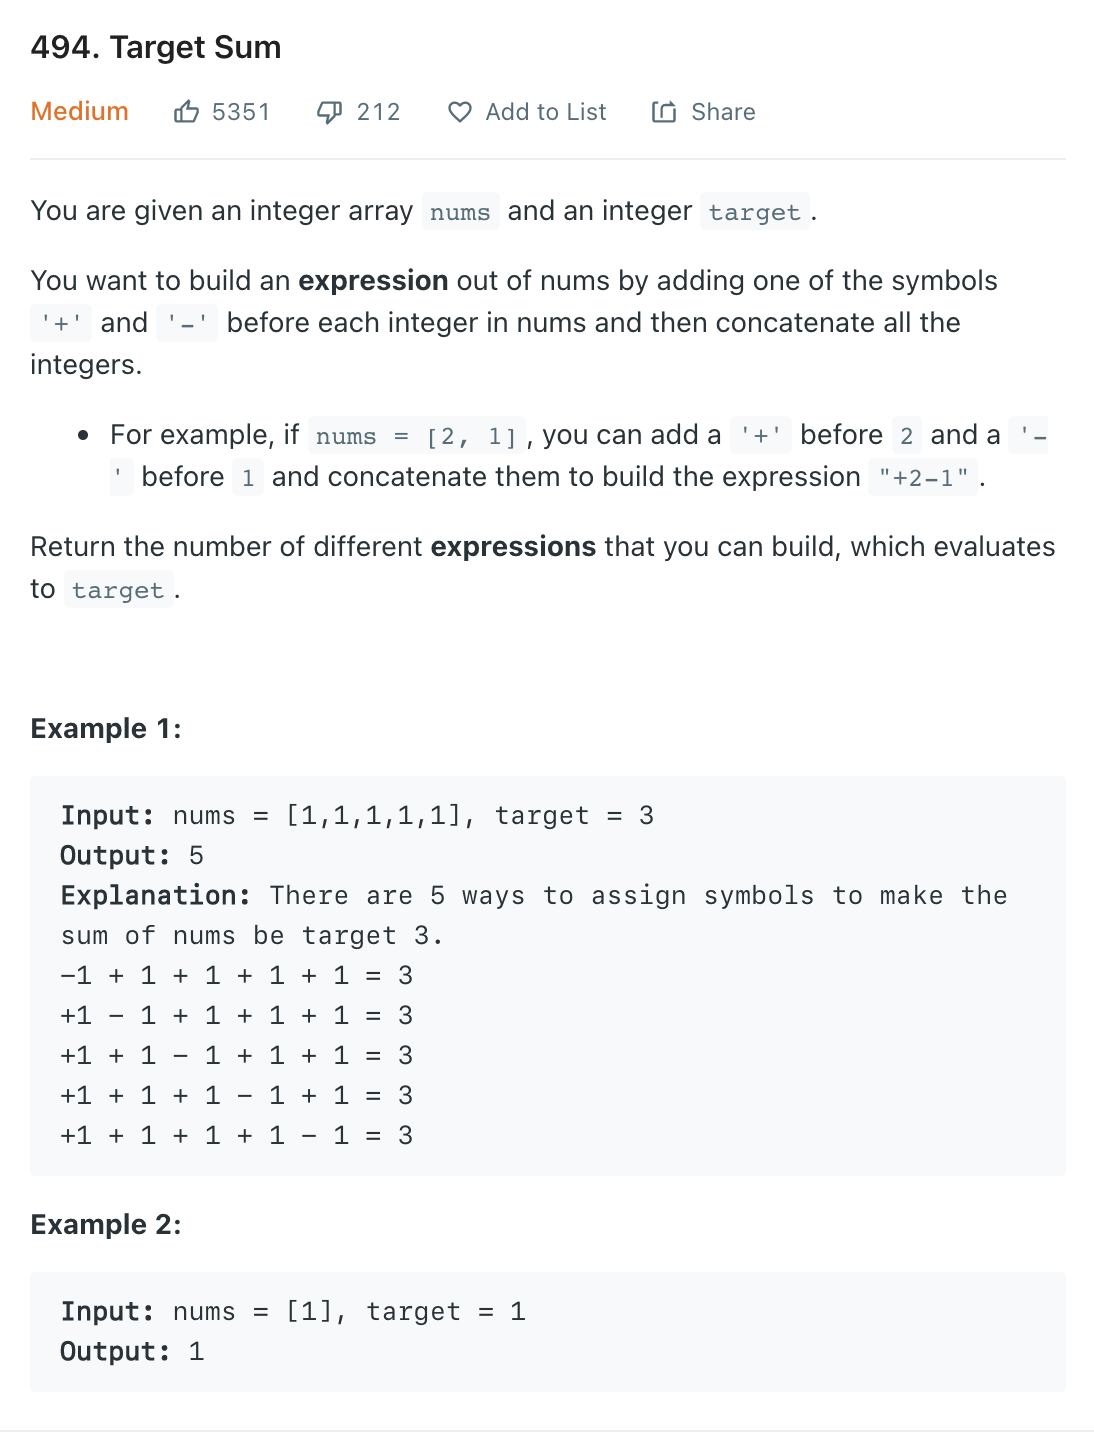 494. Target Sum
Medium 5351 212 Add to List Share
You are given an integer array nums and an integer target.
You want to build an expression out of nums by adding one of the symbols
'+' and '-' before each integer in nums and then concatenate all the
integers.
• For example, if nums = [2, 1], you can add a '+' before 2 and a '-
' before 1 and concatenate them to build the expression "+2-1".
Return the number of different expressions that you can build, which evaluates
to target.
Example 1:
Input: nums = [1,1,1,1,1], target = 3
Output: 5
Explanation: There are 5 ways to assign symbols to make the
sum of nums be target 3.
-1 + 1 + 1 + 1 + 1 = 3
+1 - 1 + 1 + 1 + 1 = 3
+1 + 1 - 1 + 1 + 1 = 3
+1 + 1 + 1 - 1 + 1 = 3
+1 + 1 + 1 + 1 - 1 = 3
Example 2:
Input: nums = [1], target = 1
Output: 1